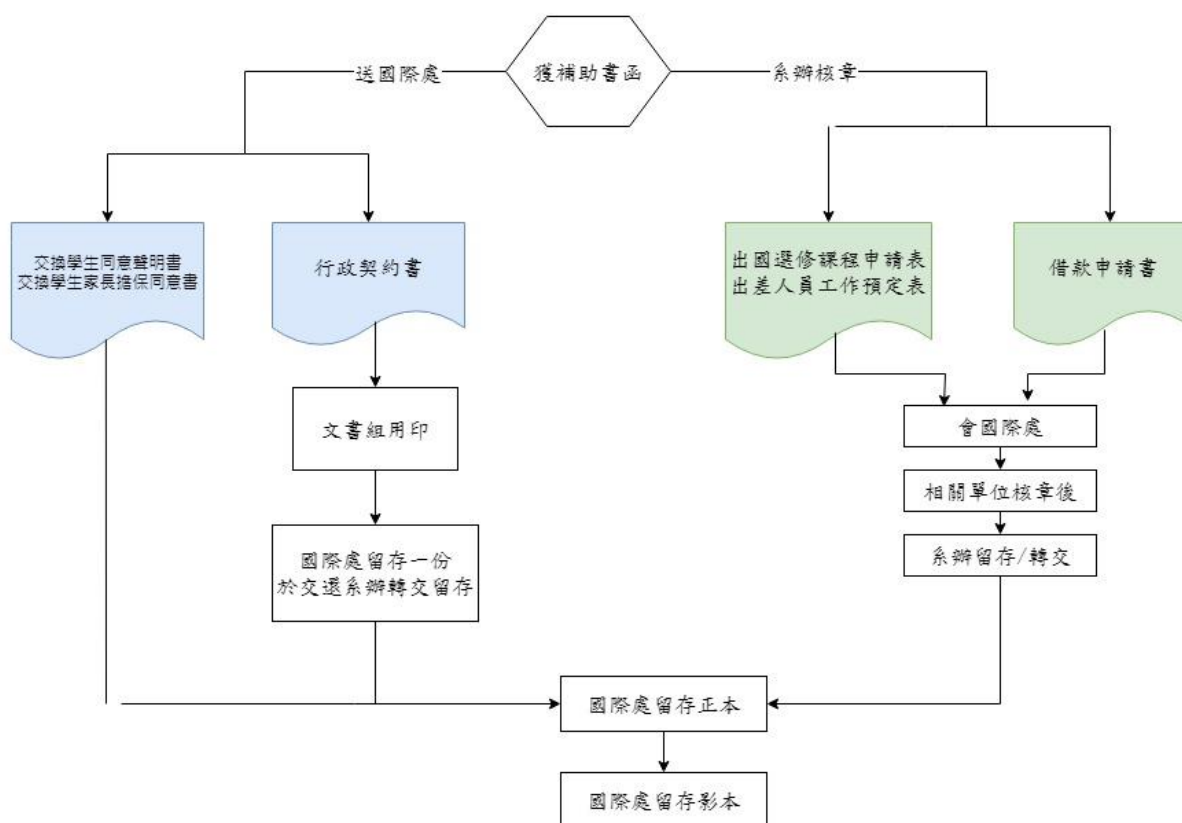 獲補助書函
送國際處
系辦核章
交換學生同意聲明書
交換學生家長擔保同意書
行政契約書
出國選修課程申請表
出差人員工作預定表
借款申請書
文書組用印
會國際處
相關單位核章後
國際處留存一份
於交還系辦轉交留存
系辦留存/轉交
國際處留存正本
國際處留存影本